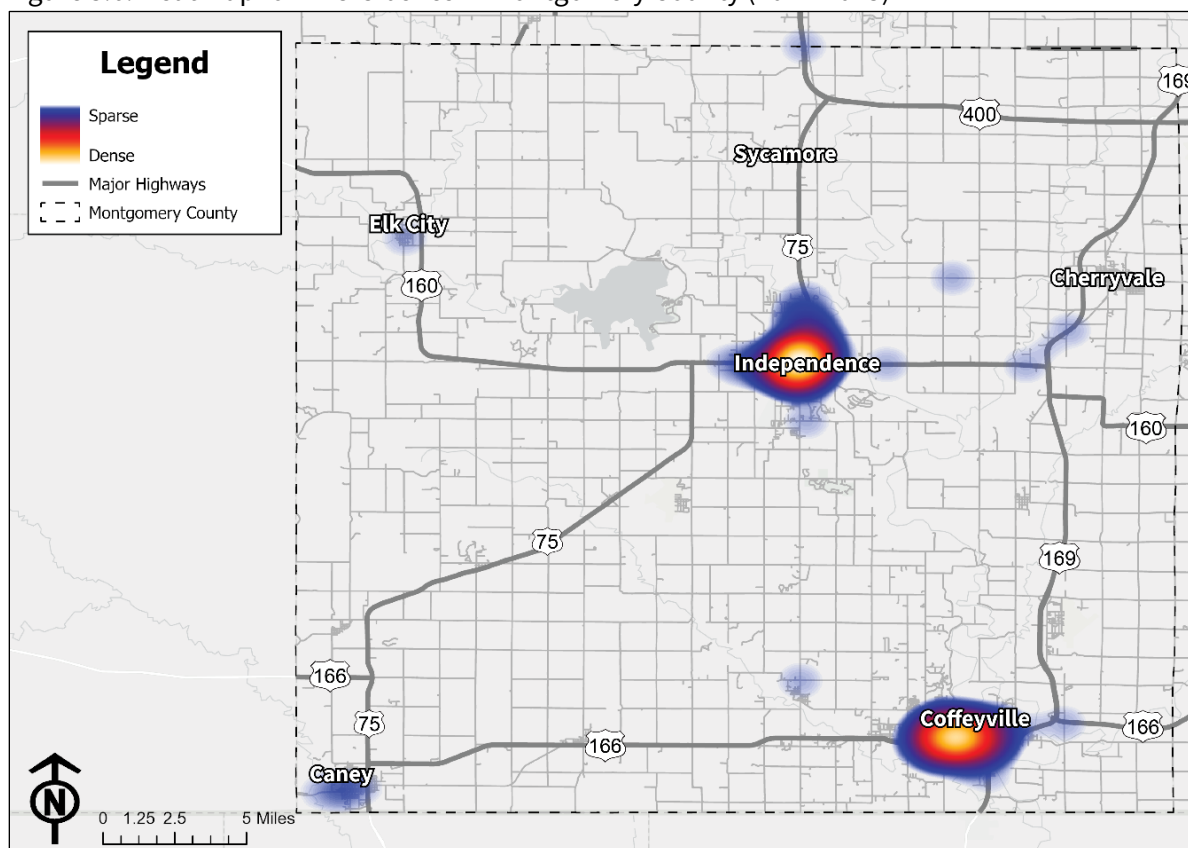 Legend
Sparse
Dense
Major Highways
Montgomery County
169
400
Sycamore
Elk City
75
160
Cherryvale
Independence
160
75
169
166
Coffeyville
75
166
166
Caney
N
0 1.25 2.5 5 Miles